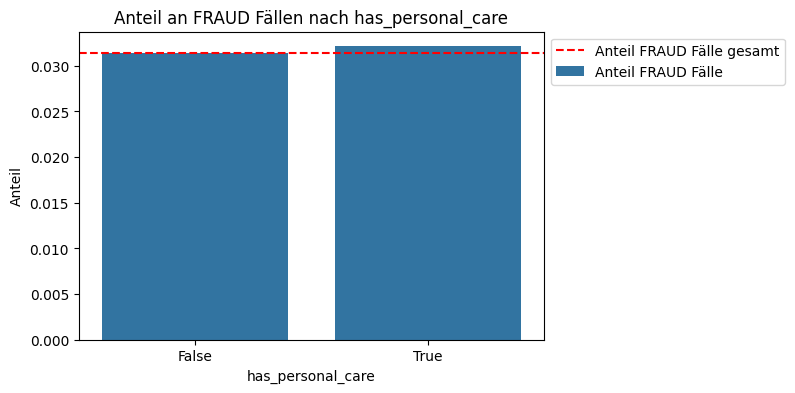 Anteil an FRAUD Fällen nach has_personal_care
Anteil FRAUD Fälle gesamt
Anteil FRAUD Fälle
Anteil
0.030
0.025
0.020
0.015
0.010
0.005
0.000
False
True
has_personal_care